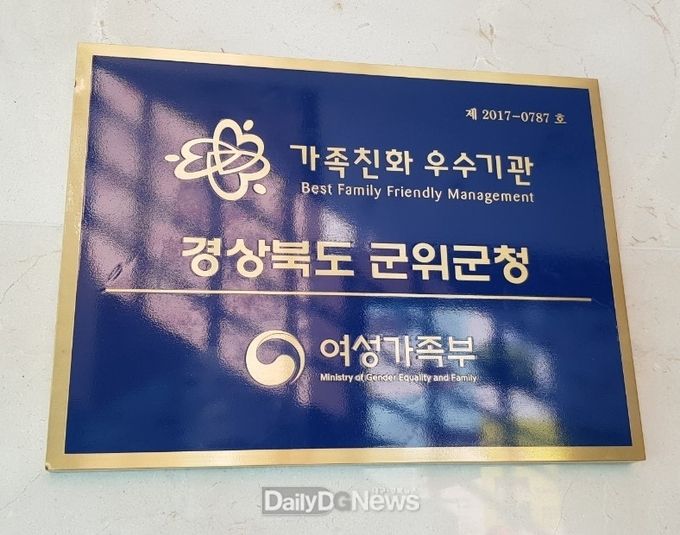 제 2017-0787 호
가족친화 우수기관
Best Family Friendly Management
경상북도 군위군청
여성가족부
Ministry of Gender Equality and Family
DailyDGNews